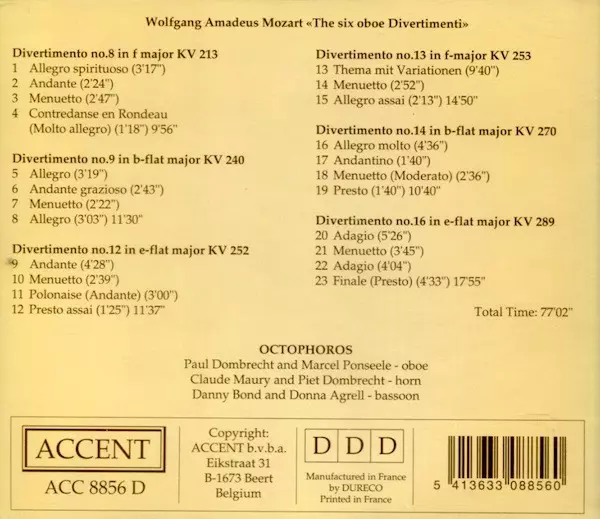 Wolfgang Amadeus Mozart «The six oboe Divertimenti»
Divertimento no.8 in f major KV 213
1 Allegro spirituoso (3'17")
2 Andante (2'24")
3 Menuetto (2'47")
4 Contredanse en Rondeau
(Molto allegro) (1'18") 9'56"
Divertimento no.9 in b-flat major KV 240
5 Allegro (3'19")
6 Andante grazioso (2'43")
7 Menuetto (2'22")
8 Allegro (3'03") 11'30"
Divertimento no.12 in e-flat major KV 252
9 Andante (4'28")
10 Menuetto (2'39")
11 Polonaise (Andante) (3'00")
12 Presto assai (1'25") 11'37"
Divertimento no.13 in f-major KV 253
13 Thema mit Variationen (9'40")
14 Menuetto (2'52")
15 Allegro assai (2'13") 14'50"
Divertimento no.14 in b-flat major KV 270
16 Allegro molto (4'36")
17 Andantino (1'40")
18 Menuetto (Moderato) (2'36")
19 Presto (1'40") 10'40"
Divertimento no.16 in e-flat major KV 289
20 Adagio (5'26")
21 Menuetto (3'45")
22 Adagio (4'04")
23 Finale (Presto) (4'33") 17'55"
Total Time: 77'02"
OCTOPHOROS
Paul Dombrecht and Marcel Ponseele - oboe
Claude Maury and Piet Dombrecht - horn
Danny Bond and Donna Agrell - bassoon
ACCENT
ACC 8856 D
Copyright:
ACCENT b.v.b.a.
Eikstraat 31
B-1673 Beert
Belgium
D D D
Manufactured in France
by DURECO
Printed in France
5 413633 088560